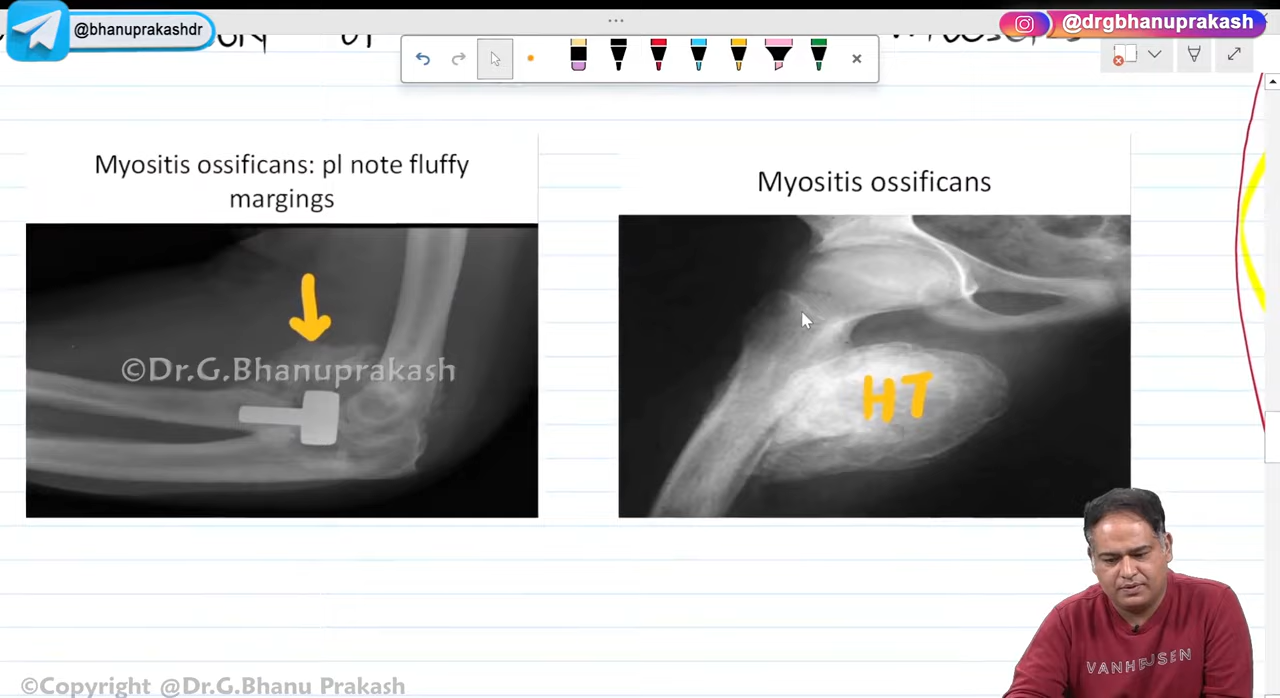 @bhanuprakashdr
@drgbhanuprakash
Myositis ossificans: pl note fluffy
margings
Myositis ossificans
©Dr.G.Bhanuprakash
HT
VANHEUSEN
©Copyright @Dr.G.Bhanu Prakash